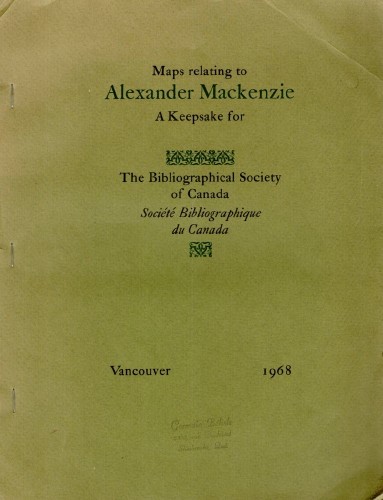 Maps relating to
Alexander Mackenzie
A Keepsake for
The Bibliographical Society
of Canada
Société Bibliographique
du Canada
Vancouver 1968